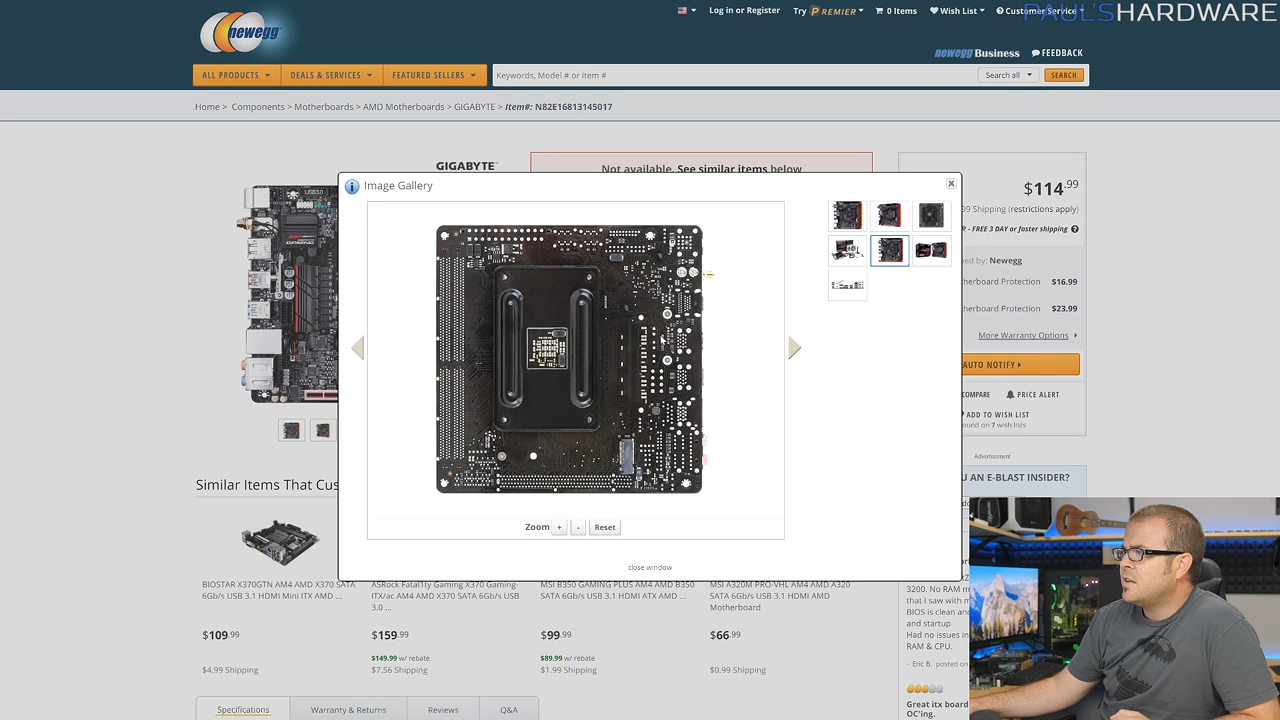 PAUL'SHARDWARE
newegg
Log in or Register
Try PREMIER
0 Items
Wish List
Customer Service
newegg Business
FEEDBACK
ALL PRODUCTS
DEALS & SERVICES
FEATURED SELLERS
Keywords, Model # or Item #
Search all
SEARCH
Home > Components > Motherboards > AMD Motherboards > GIGABYTE > Item#: N82E16813145017
GIGABYTE
Not available. See similar items below
Image Gallery
$114.99
99 Shipping (restrictions apply)
R - FREE 3 DAY or faster shipping
ed by: Newegg
herboard Protection $16.99
herboard Protection $23.99
More Warranty Options
AUTO NOTIFY
COMPARE
PRICE ALERT
ADD TO WISH LIST
ound on 7 wish lists
Advertisement
U AN E-BLAST INSIDER?
Zoom + - Reset
close window
Similar Items That Cus
BIOSTAR X370GTN AM4 AMD X370 SATA
6Gb/s USB 3.1 HDMI Mini ITX AMD ...
$109.99
$4.99 Shipping
ASRock Fatal1ty Gaming X370 Gaming-
ITX/ac AM4 AMD X370 SATA 6Gb/s USB
3.0 ...
$159.99
$149.99 w/ rebate
$7.56 Shipping
MSI B350 GAMING PLUS AM4 AMD B350
SATA 6Gb/s USB 3.1 HDMI ATX AMD ...
$99.99
$89.99 w/ rebate
$1.99 Shipping
MSI A320M PRO-VHL AM4 AMD A320
SATA 6Gb/s USB 3.1 HDMI AMD
Motherboard
$66.99
$0.99 Shipping
3200. No RAM m
that I saw with m
BIOS is clean and
and startup
Had no issues in
RAM & CPU.
- Eric B. posted on
Great itx board
OC'ing.
Specifications
Warranty & Returns
Reviews
Q&A